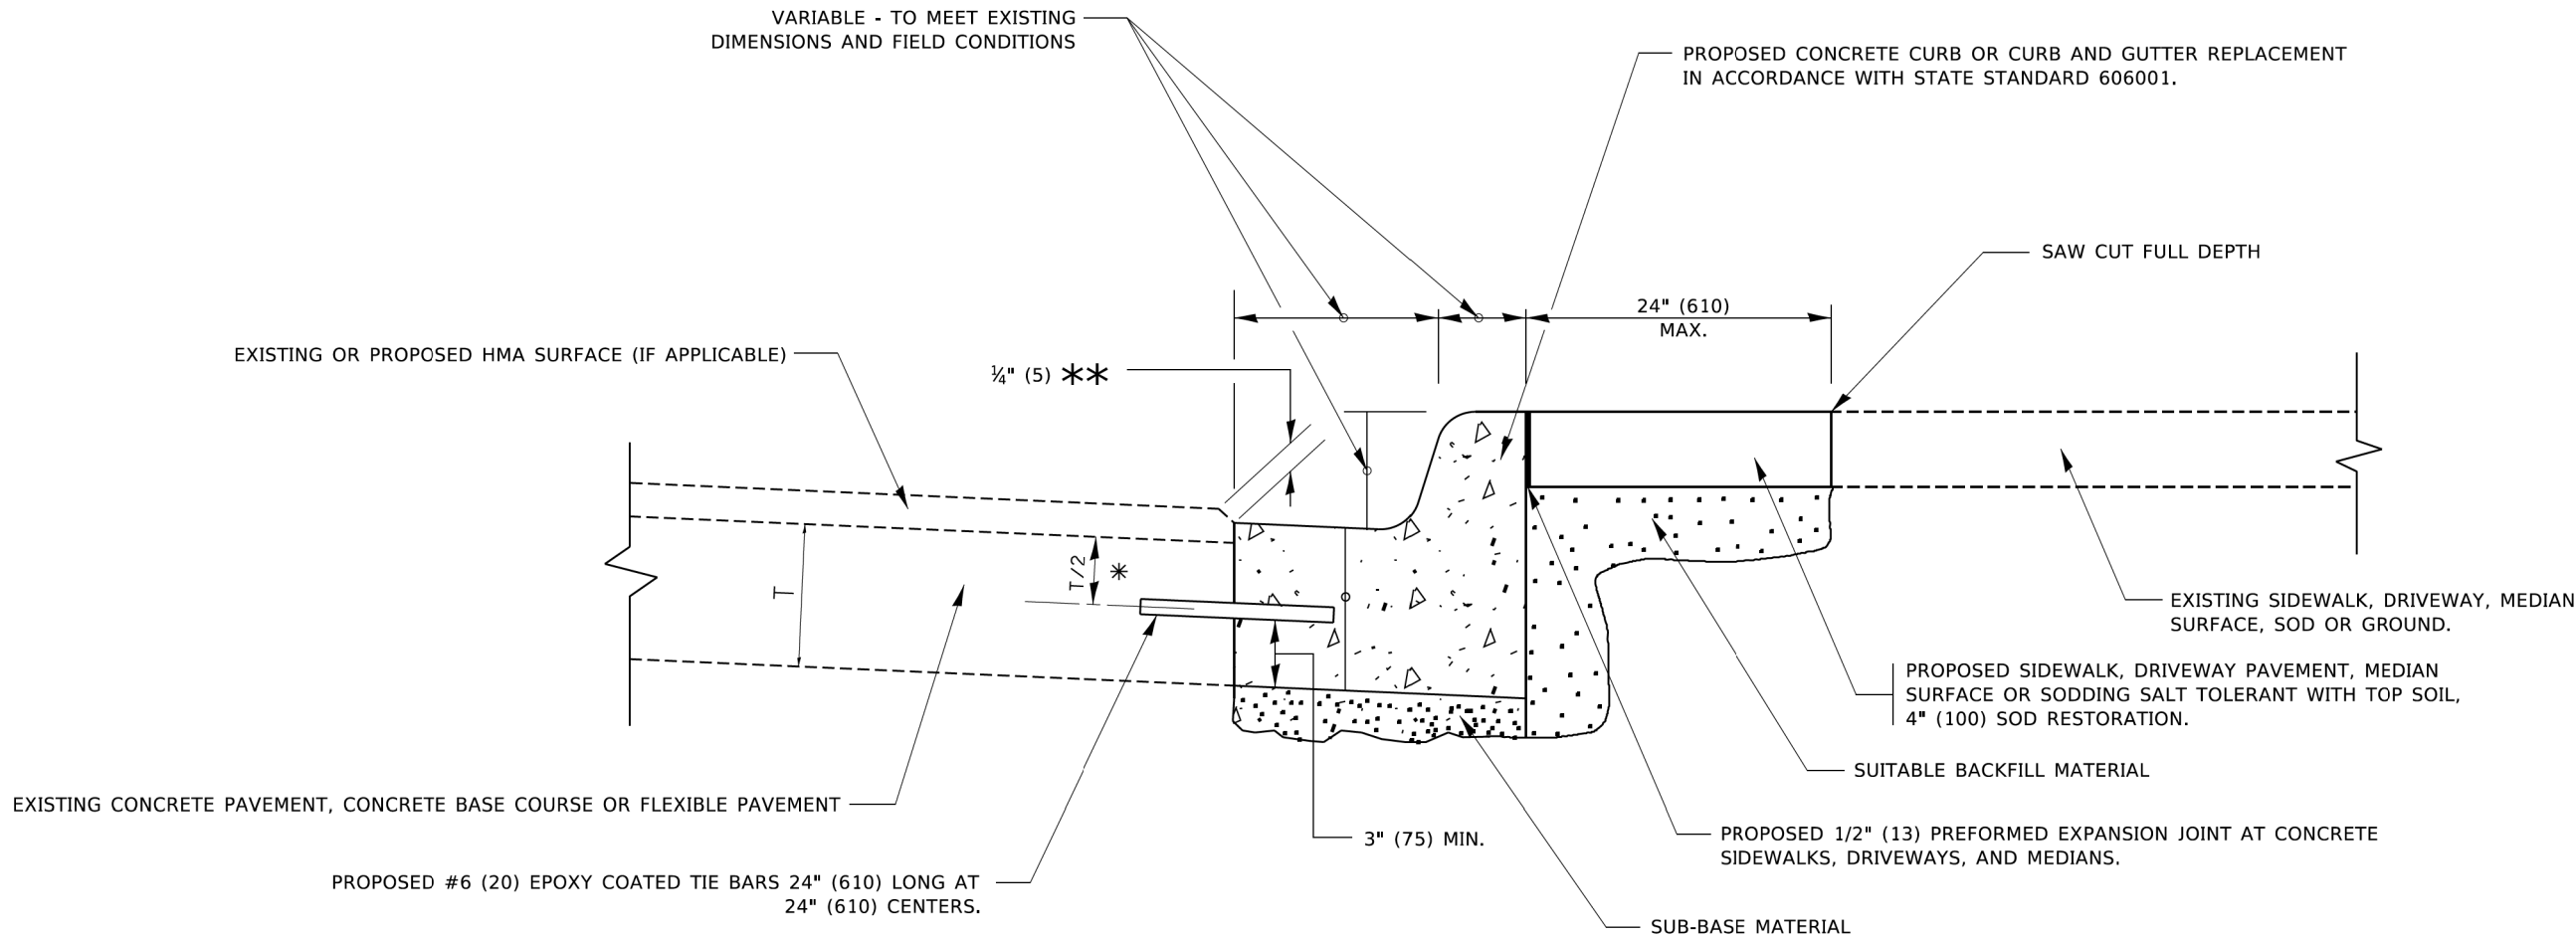 VARIABLE - TO MEET EXISTING
DIMENSIONS AND FIELD CONDITIONS
PROPOSED CONCRETE CURB OR CURB AND GUTTER REPLACEMENT
IN ACCORDANCE WITH STATE STANDARD 606001.
SAW CUT FULL DEPTH
24" (610)
MAX.
EXISTING OR PROPOSED HMA SURFACE (IF APPLICABLE)
¼" (5) **
T
T/2
*
EXISTING SIDEWALK, DRIVEWAY, MEDIAN
SURFACE, SOD OR GROUND.
PROPOSED SIDEWALK, DRIVEWAY PAVEMENT, MEDIAN
SURFACE OR SODDING SALT TOLERANT WITH TOP SOIL,
4" (100) SOD RESTORATION.
SUITABLE BACKFILL MATERIAL
EXISTING CONCRETE PAVEMENT, CONCRETE BASE COURSE OR FLEXIBLE PAVEMENT
3" (75) MIN.
PROPOSED 1/2" (13) PREFORMED EXPANSION JOINT AT CONCRETE
SIDEWALKS, DRIVEWAYS, AND MEDIANS.
PROPOSED #6 (20) EPOXY COATED TIE BARS 24" (610) LONG AT
24" (610) CENTERS.
SUB-BASE MATERIAL